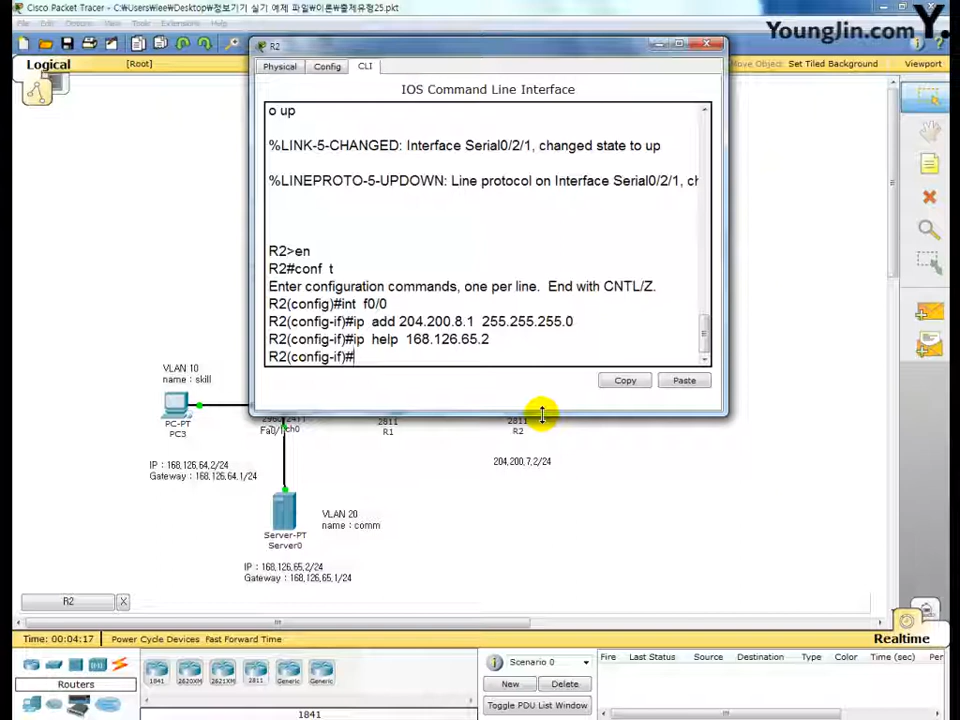 Cisco Packet Tracer - C:\Users\wlee\Desktop\정보기기 실기 예제 파일\이론\출제유형25.pkt
YoungJin.com Y.
File Edit Options View Tools Extensions Help
Logical
[Root]
Move Object
Set Tiled Background
Viewport
R2
Physical
Config
CLI
IOS Command Line Interface
o up
%LINK-5-CHANGED: Interface Serial0/2/1, changed state to up
%LINEPROTO-5-UPDOWN: Line protocol on Interface Serial0/2/1, ch
R2>en
R2#conf t
Enter configuration commands, one per line. End with CNTL/Z.
R2(config)#int f0/0
R2(config-if)#ip add 204.200.8.1 255.255.255.0
R2(config-if)#ip help 168.126.65.2
R2(config-if)#
Copy
Paste
VLAN 10
name : skill
PC-PT
PC3
IP : 168,126,64,2/24
Gateway : 168,126,64,1/24
Fa0/
2811
R1
2811
R2
204,200,7,2/24
VLAN 20
name : comm
Server-PT
Server0
IP : 168,126,65,2/24
Gateway : 168,126,65,1/24
R2 X
Time: 00:04:17
Power Cycle Devices Fast Forward Time
Realtime
Routers
1841
2620XM
2621XM
2811
Generic
Generic
1841
Scenario 0
New
Delete
Toggle PDU List Window
Fire
Last Status
Source
Destination
Type
Color
Time (sec)
Per